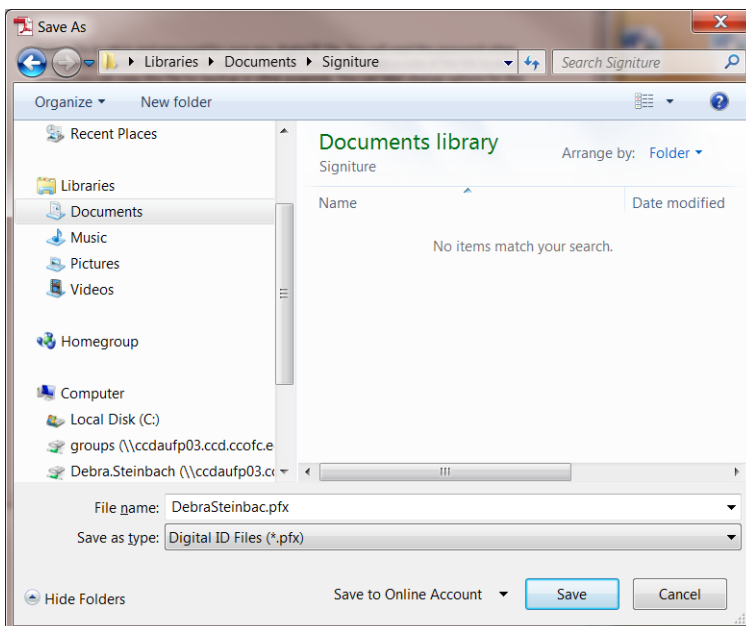 Save As
Libraries Documents Signiture
Search Signiture
Organize New folder
Recent Places
Libraries
Documents
Music
Pictures
Videos
Homegroup
Computer
Local Disk (C:)
groups (\\ccdaufp03.ccd.ccofc.e
Debra.Steinbach (\\ccdaufp03.cc
Documents library
Signiture
Arrange by: Folder
Name Date modified
No items match your search.
File name: DebraSteinbac.pfx
Save as type: Digital ID Files (*.pfx)
Hide Folders
Save to Online Account Save Cancel